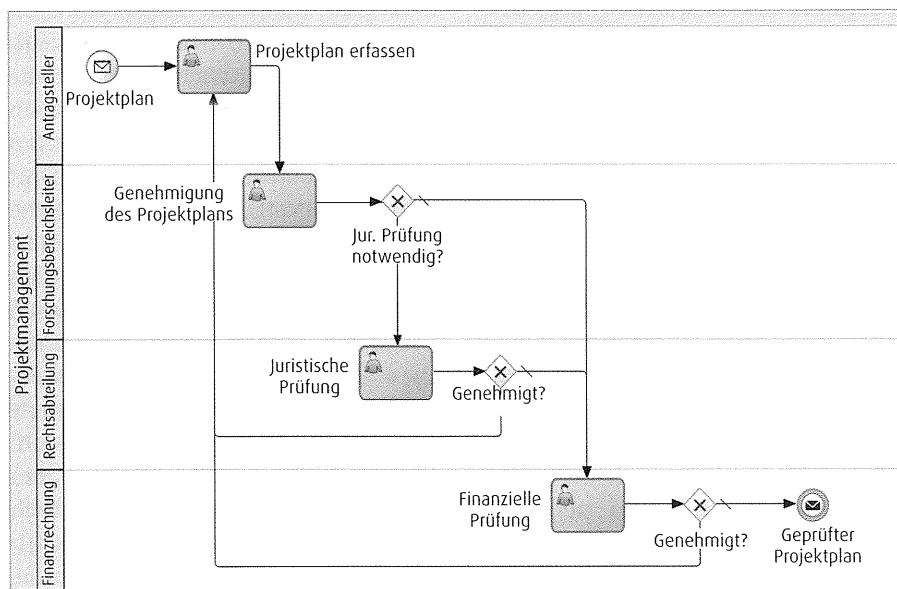 Projektmanagement
Antragsteller
Projektplan
Projektplan erfassen
Forschungsbereichsleiter
Genehmigung
des Projektplans
Jur. Prüfung
notwendig?
Rechtsabteilung
Juristische
Prüfung
Genehmigt?
Finanzrechnung
Finanzielle
Prüfung
Genehmigt?
Geprüfter
Projektplan